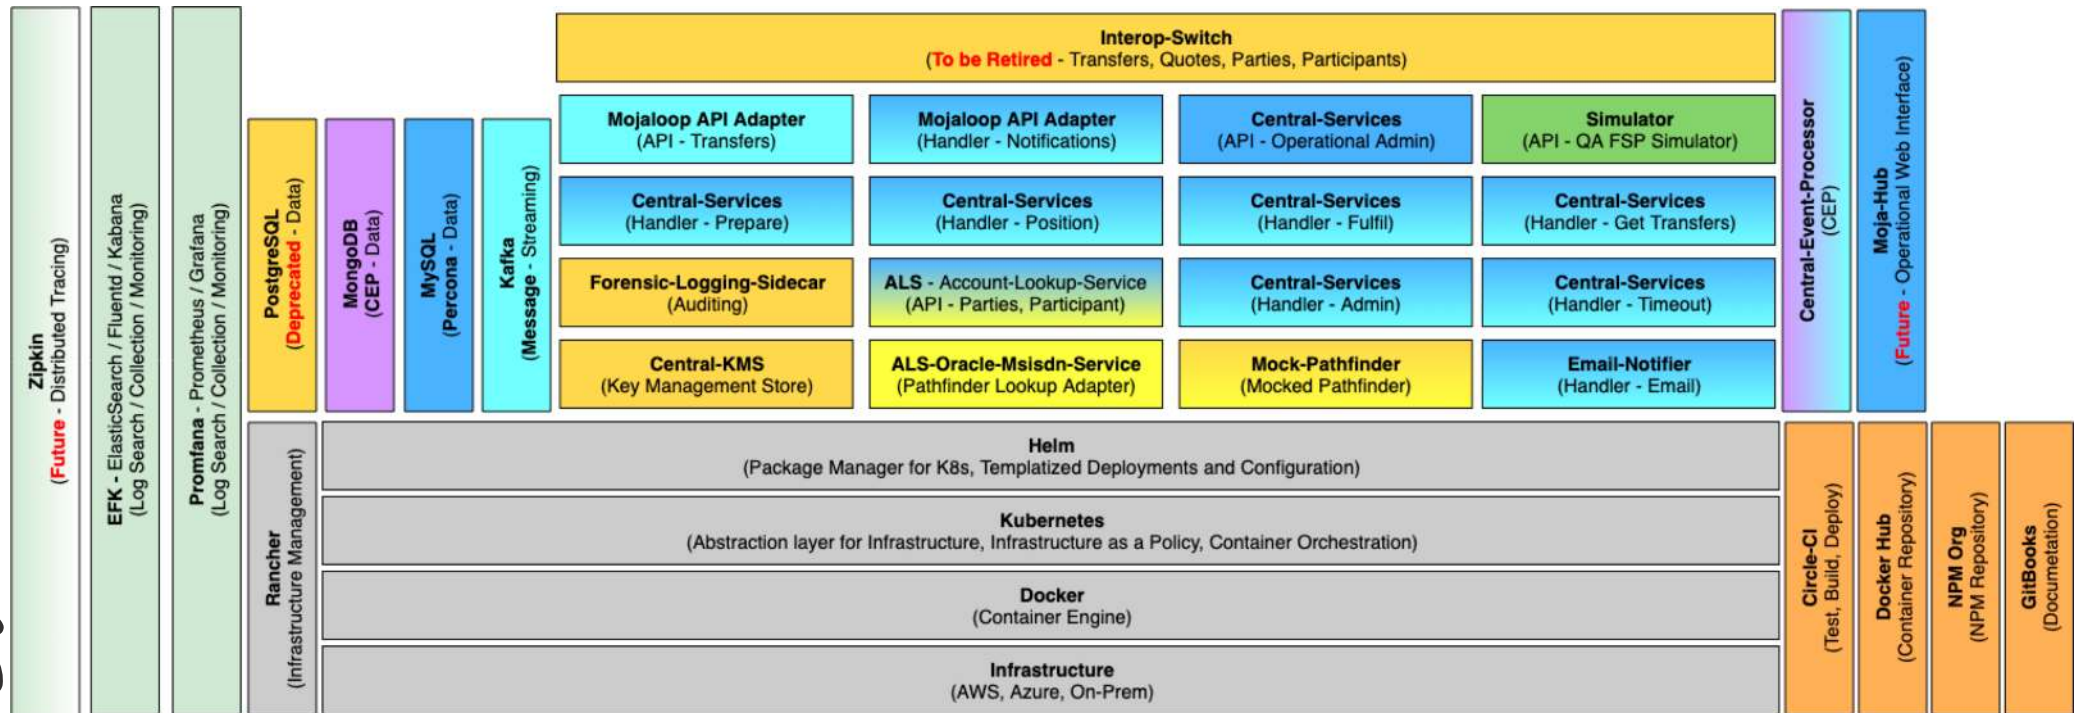 Zipkin
(Future - Distributed Tracing)
EFK - ElasticSearch / Fluentd / Kabana
(Log Search / Collection / Monitoring)
Promfana - Prometheus / Grafana
(Log Search / Collection / Monitoring)
PostgreSQL
(Deprecated - Data)
MongoDB
(CEP - Data)
MySQL
(Percona - Data)
Kafka
(Message - Streaming)
Interop-Switch
(To be Retired - Transfers, Quotes, Parties, Participants)
Mojaloop API Adapter
(API - Transfers)
Mojaloop API Adapter
(Handler - Notifications)
Central-Services
(API - Operational Admin)
Simulator
(API - QA FSP Simulator)
Central-Services
(Handler - Prepare)
Central-Services
(Handler - Position)
Central-Services
(Handler - Fulfil)
Central-Services
(Handler - Get Transfers)
Forensic-Logging-Sidecar
(Auditing)
ALS - Account-Lookup-Service
(API - Parties, Participant)
Central-Services
(Handler - Admin)
Central-Services
(Handler - Timeout)
Central-KMS
(Key Management Store)
ALS-Oracle-Msisdn-Service
(Pathfinder Lookup Adapter)
Mock-Pathfinder
(Mocked Pathfinder)
Email-Notifier
(Handler - Email)
Central-Event-Processor
(CEP)
Moja-Hub
(Future - Operational Web Interface)
Rancher
(Infrastructure Management)
Helm
(Package Manager for K8s, Templatized Deployments and Configuration)
Kubernetes
(Abstraction layer for Infrastructure, Infrastructure as a Policy, Container Orchestration)
Docker
(Container Engine)
Infrastructure
(AWS, Azure, On-Prem)
Circle-CI
(Test, Build, Deploy)
Docker Hub
(Container Repository)
NPM Org
(NPM Repository)
GitBooks
(Documetation)